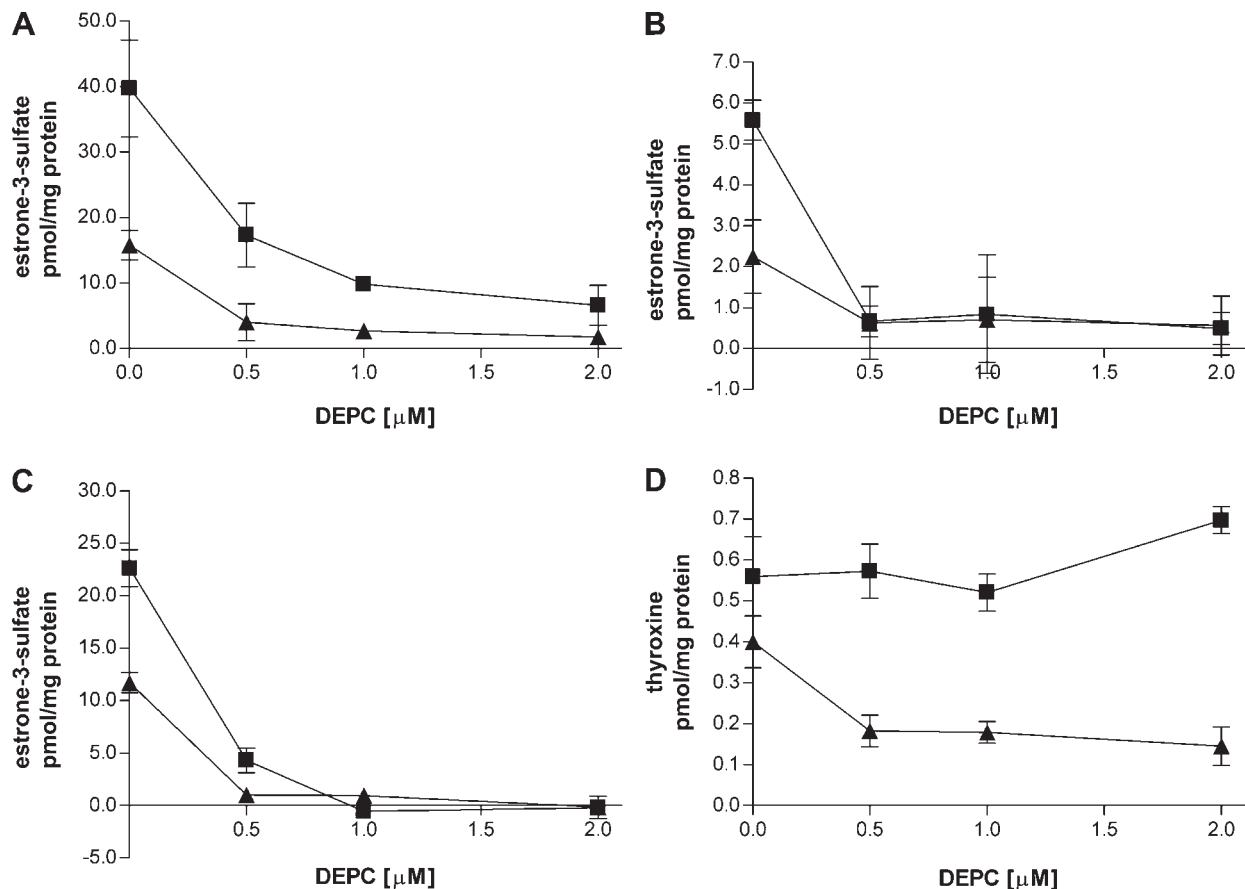 A
estrone-3-sulfate
pmol/mg protein
50.0
40.0
30.0
20.0
10.0
0.0
0.0 0.5 1.0 1.5 2.0
DEPC [μM]
B
estrone-3-sulfate
pmol/mg protein
7.0
6.0
5.0
4.0
3.0
2.0
1.0
0.0
-1.0
0.5 1.0 1.5 2.0
DEPC [μM]
C
estrone-3-sulfate
pmol/mg protein
30.0
25.0
20.0
15.0
10.0
5.0
0.0
-5.0
0.5 1.0 1.5 2.0
DEPC [μM]
D
thyroxine
pmol/mg protein
0.8
0.7
0.6
0.5
0.4
0.3
0.2
0.1
0.0
0.0 0.5 1.0 1.5 2.0
DEPC [μM]